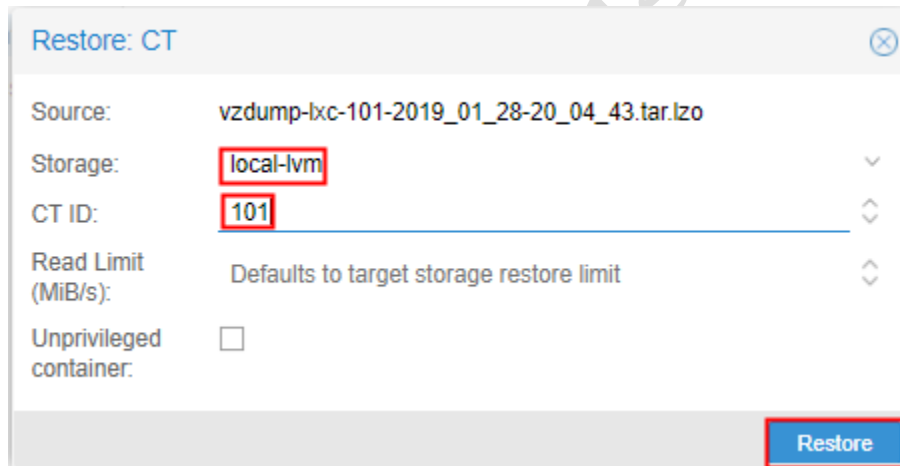 Restore: CT
Source: vzdump-lxc-101-2019_01_28-20_04_43.tar.lzo
Storage: local-lvm
CT ID: 101
Read Limit
(MiB/s): Defaults to target storage restore limit
Unprivileged
container:
Restore